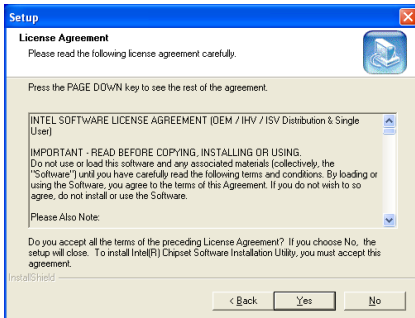 Setup
License Agreement
Please read the following license agreement carefully.
Press the PAGE DOWN key to see the rest of the agreement.
INTEL SOFTWARE LICENSE AGREEMENT (OEM / IHV / ISV Distribution & Single
User)
IMPORTANT - READ BEFORE COPYING, INSTALLING OR USING.
Do not use or load this software and any associated materials (collectively, the
"Software") until you have carefully read the following terms and conditions. By loading or
using the Software, you agree to the terms of this Agreement. If you do not wish to so
agree, do not install or use the Software.
Please Also Note:
Do you accept all the terms of the preceding License Agreement? If you choose No, the
setup will close. To install Intel(R) Chipset Software Installation Utility, you must accept this
agreement.
InstallShield
< Back Yes No